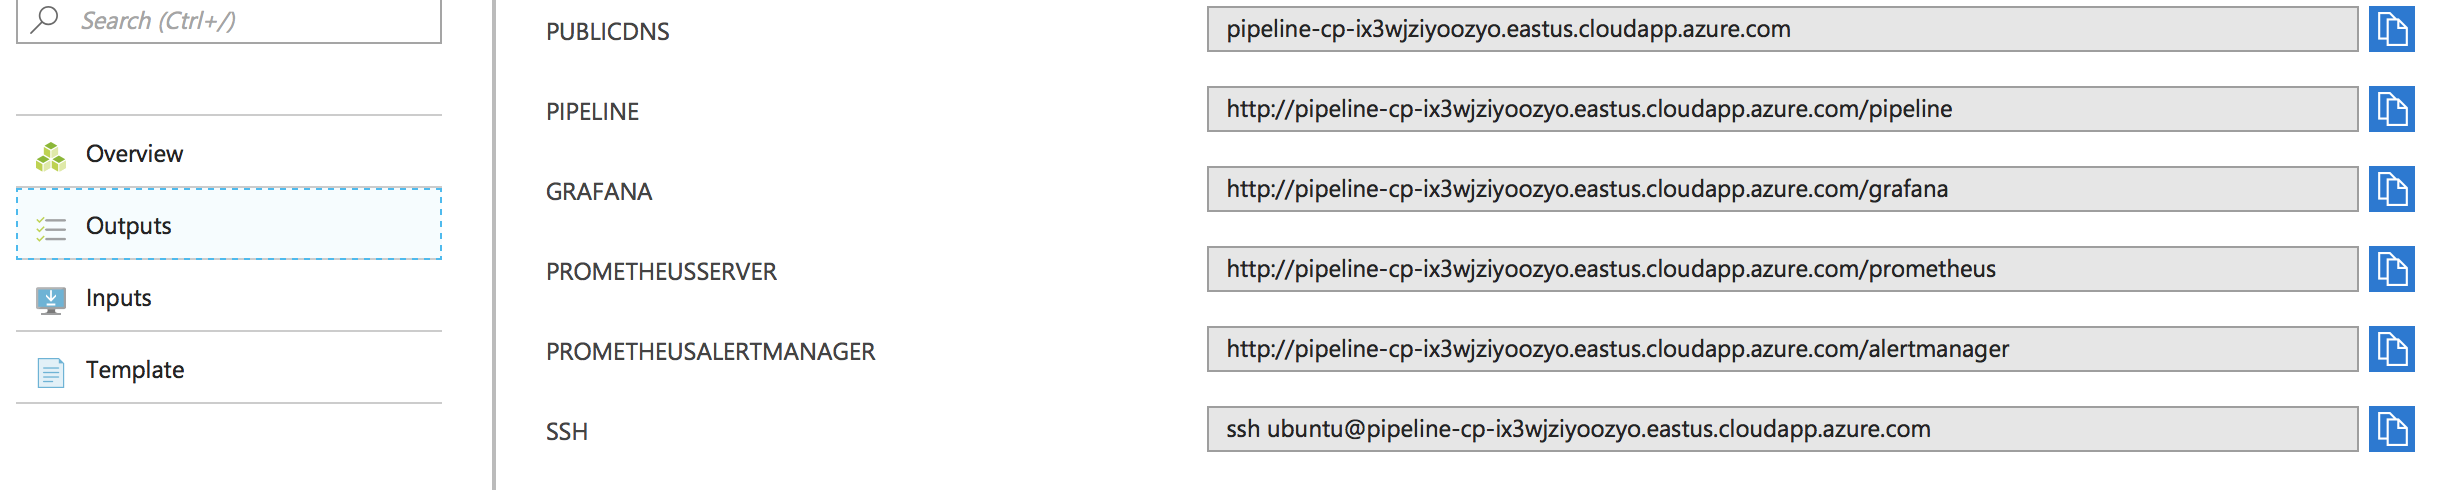 Search (Ctrl+/)
Overview
Outputs
Inputs
Template
PUBLICDNS
pipeline-cp-ix3wjziyoozyo.eastus.cloudapp.azure.com
PIPELINE
http://pipeline-cp-ix3wjziyoozyo.eastus.cloudapp.azure.com/pipeline
GRAFANA
http://pipeline-cp-ix3wjziyoozyo.eastus.cloudapp.azure.com/grafana
PROMETHEUSSERVER
http://pipeline-cp-ix3wjziyoozyo.eastus.cloudapp.azure.com/prometheus
PROMETHEUSALERTMANAGER
http://pipeline-cp-ix3wjziyoozyo.eastus.cloudapp.azure.com/alertmanager
SSH
ssh ubuntu@pipeline-cp-ix3wjziyoozyo.eastus.cloudapp.azure.com